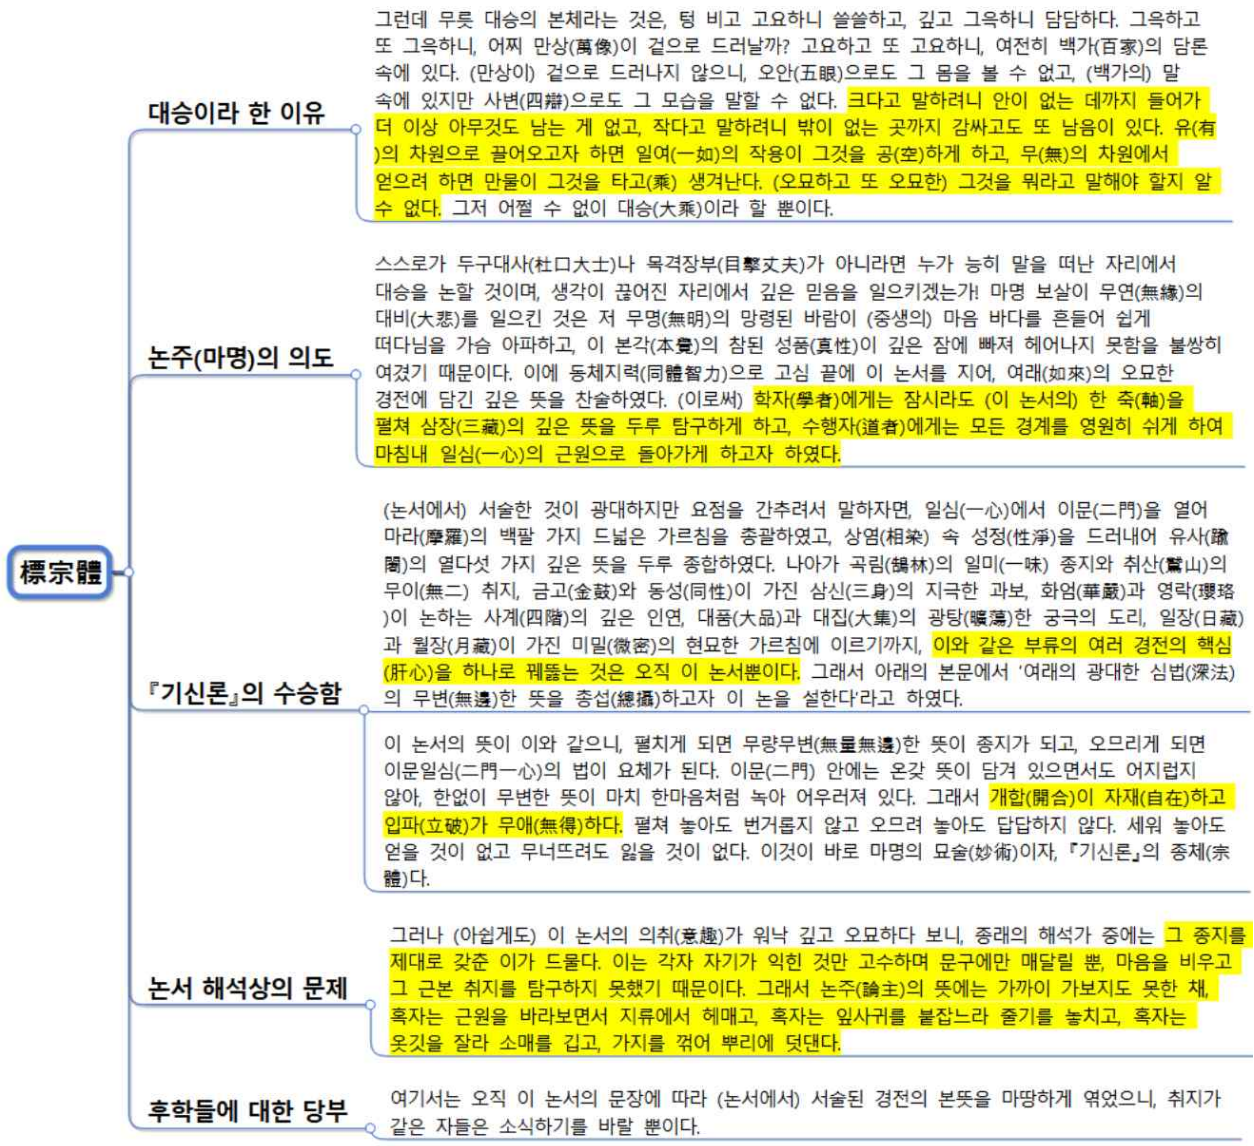 標宗體
대승이라 한 이유
그런데 무릇 대승의 본체라는 것은, 텅 비고 고요하니 쓸쓸하고, 깊고 그윽하니 담담하다. 그윽하고
또 그윽하니, 어찌 만상(萬像)이 겉으로 드러날까? 고요하고 또 고요하니, 여전히 백가(百家)의 담론
속에 있다. (만상이) 겉으로 드러나지 않으니, 오안(五眼)으로도 그 몸을 볼 수 없고, (백가의) 말
속에 있지만 사변(四辯)으로도 그 모습을 말할 수 없다. 크다고 말하려니 안이 없는 데까지 들어가
더 이상 아무것도 남는 게 없고, 작다고 말하려니 밖이 없는 곳까지 감싸고도 또 남음이 있다. 유(有
)의 차원으로 끌어오고자 하면 일여(一如)의 작용이 그것을 공(空)하게 하고, 무(無)의 차원에서
얻으려 하면 만물이 그것을 타고(乘) 생겨난다. (오묘하고 또 오묘한) 그것을 뭐라고 말해야 할지 알
수 없다. 그저 어쩔 수 없이 대승(大乘)이라 할 뿐이다.
논주(마명)의 의도
스스로가 두구대사(杜口大士)나 목격장부(目擊丈夫)가 아니라면 누가 능히 말을 떠난 자리에서
대승을 논할 것이며, 생각이 끊어진 자리에서 깊은 믿음을 일으키겠는가! 마명 보살이 무연(無緣)의
대비(大悲)를 일으킨 것은 저 무명(無明)의 망령된 바람이 (중생의) 마음 바다를 흔들어 쉽게
떠다님을 가슴 아파하고, 이 본각(本覺)의 참된 성품(真性)이 깊은 잠에 빠져 헤어나지 못함을 불쌍히
여겼기 때문이다. 이에 동체지력(同體智力)으로 고심 끝에 이 논서를 지어, 여래(如來)의 오묘한
경전에 담긴 깊은 뜻을 찬술하였다. (이로써) 학자(學者)에게는 잠시라도 (이 논서의) 한 축(軸)을
펼쳐 삼장(三藏)의 깊은 뜻을 두루 탐구하게 하고, 수행자(道者)에게는 모든 경계를 영원히 쉬게 하여
마침내 일심(一心)의 근원으로 돌아가게 하고자 하였다.
『기신론』의 수승함
(논서에서) 서술한 것이 광대하지만 요점을 간추려서 말하자면, 일심(一心)에서 이문(二門)을 열어
마라(摩羅)의 백팔 가지 드넓은 가르침을 총괄하였고, 상염(相染) 속 성정(性淨)을 드러내어 유사(踰
闍)의 열다섯 가지 깊은 뜻을 두루 종합하였다. 나아가 곡림(鵠林)의 일미(一味) 종지와 취산(鷲山)의
무이(無二) 취지, 금고(金鼓)와 동성(同性)이 가진 삼신(三身)의 지극한 과보, 화엄(華嚴)과 영락(瓔珞
)이 논하는 사계(四階)의 깊은 인연, 대품(大品)과 대집(大集)의 광탕(曠蕩)한 궁극의 도리, 일장(日藏)
과 월장(月藏)이 가진 미밀(微密)의 현묘한 가르침에 이르기까지, 이와 같은 부류의 여러 경전의 핵심
(肝心)을 하나로 꿰뚫는 것은 오직 이 논서뿐이다. 그래서 아래의 본문에서 '여래의 광대한 심법(深法)
의 무변(無邊)한 뜻을 총섭(總攝)하고자 이 논을 설한다'라고 하였다.
이 논서의 뜻이 이와 같으니, 펼치게 되면 무량무변(無量無邊)한 뜻이 종지가 되고, 오므리게 되면
이문일심(二門一心)의 법이 요체가 된다. 이문(二門) 안에는 온갖 뜻이 담겨 있으면서도 어지럽지
않아, 한없이 무변한 뜻이 마치 한마음처럼 녹아 어우러져 있다. 그래서 개합(開合)이 자재(自在)하고
입파(立破)가 무애(無得)하다. 펼쳐 놓아도 번거롭지 않고 오므려 놓아도 답답하지 않다. 세워 놓아도
얻을 것이 없고 무너뜨려도 잃을 것이 없다. 이것이 바로 마명의 묘술(妙術)이자, 『기신론』의 종체(宗
體)다.
논서 해석상의 문제
그러나 (아쉽게도) 이 논서의 의취(意趣)가 워낙 깊고 오묘하다 보니, 종래의 해석가 중에는 그 종지를
제대로 갖춘 이가 드물다. 이는 각자 자기가 익힌 것만 고수하며 문구에만 매달릴 뿐, 마음을 비우고
그 근본 취지를 탐구하지 못했기 때문이다. 그래서 논주(論主)의 뜻에는 가까이 가보지도 못한 채,
혹자는 근원을 바라보면서 지류에서 헤매고, 혹자는 잎사귀를 붙잡느라 줄기를 놓치고, 혹자는
옷깃을 잘라 소매를 깁고, 가지를 꺾어 뿌리에 덧댄다.
후학들에 대한 당부
여기서는 오직 이 논서의 문장에 따라 (논서에서) 서술된 경전의 본뜻을 마땅하게 엮었으니, 취지가
같은 자들은 소식하기를 바랄 뿐이다.